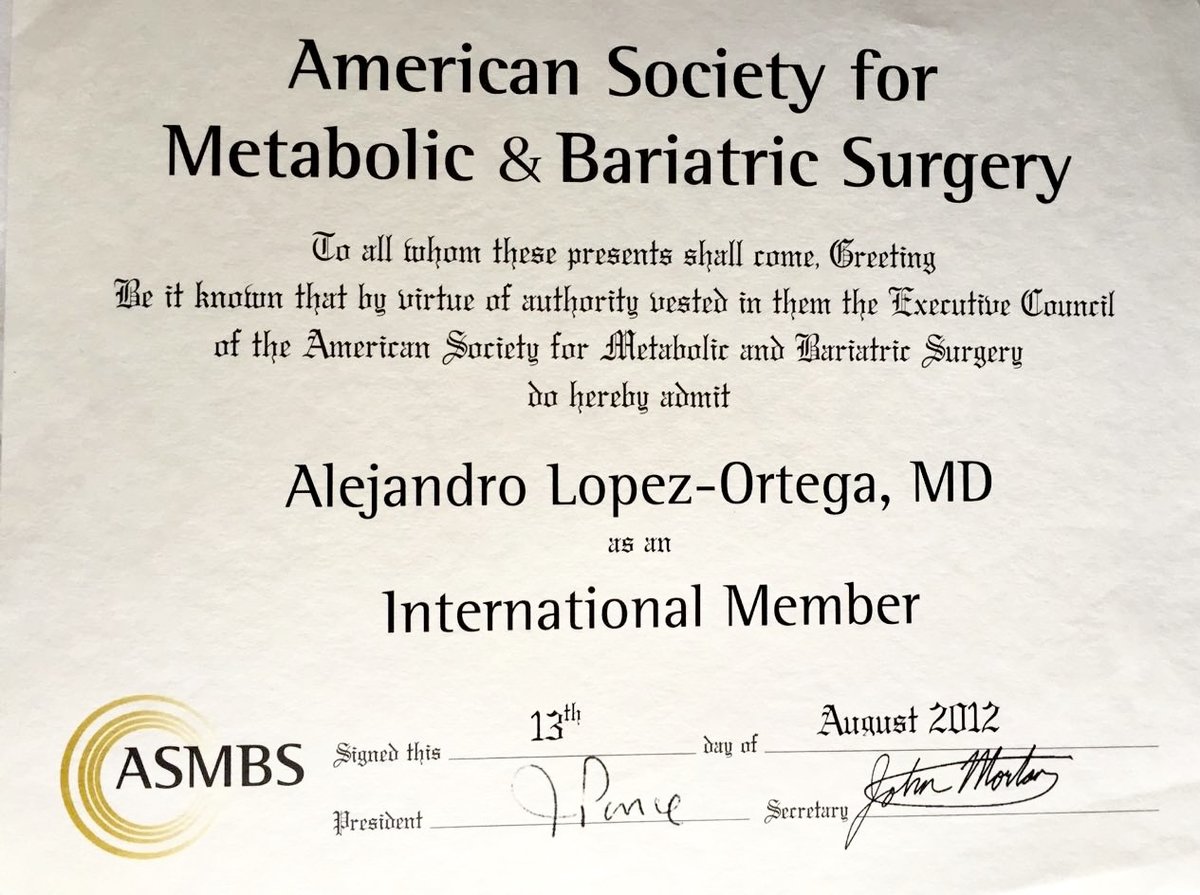 American Society for
Metabolic & Bariatric Surgery
To all whom these presents shall come, Greeting
Be it known that by virtue of authority vested in them the Executive Council
of the American Society for Metabolic and Bariatric Surgery
do hereby admit
Alejandro Lopez-Ortega, MD
as an
International Member
ASMBS
Signed this 13th day of August 2012
President J Ponce Secretary John Morton